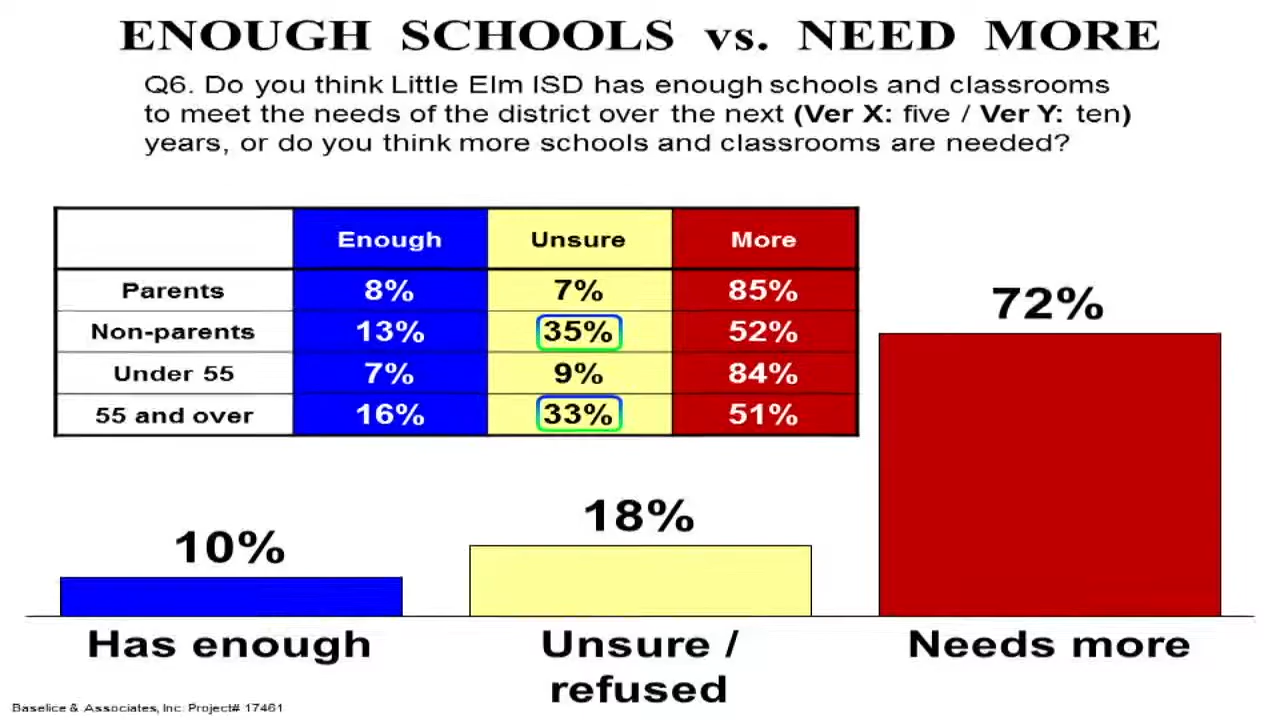 ENOUGH SCHOOLS vs. NEED MORE
Q6. Do you think Little Elm ISD has enough schools and classrooms
to meet the needs of the district over the next (Ver X: five / Ver Y: ten)
years, or do you think more schools and classrooms are needed?
Enough Unsure More
Parents 8% 7% 85%
Non-parents 13% 35% 52%
Under 55 7% 9% 84%
55 and over 16% 33% 51%
72%
18%
10%
Has enough
Unsure /
refused
Needs more
Baselice & Associates, Inc. Project# 17461